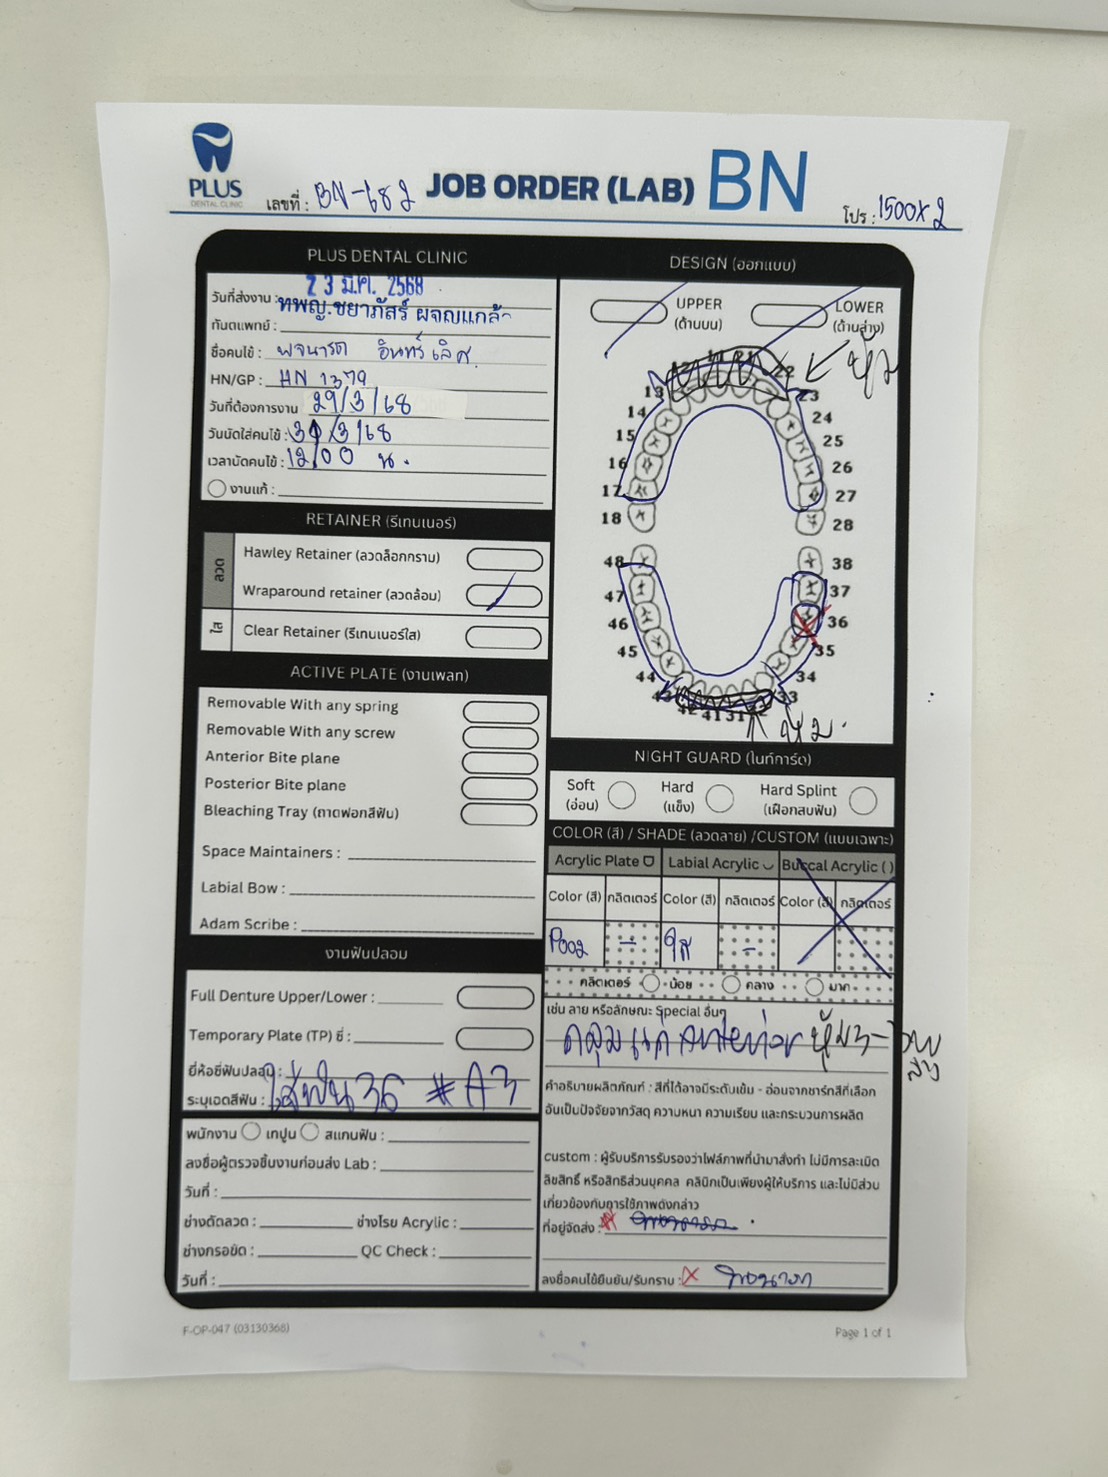 PLUS
DENTAL CLINIC
เลขที่ : BN-682
JOB ORDER (LAB) BN
โปร : 1500x2
PLUS DENTAL CLINIC
วันที่ส่งงาน : 23 มี.ค. 2568
ทันตแพทย์ : ทพญ.ชยาภัสร์ ผจญแกล้ว
ชื่อคนไข้ : พจนารถ อินทร์เลิศ
HN/GP : HN 1379
วันที่ต้องการงาน 29/3/68
วันนัดใส่คนไข้ : /3/68
เวลานัดคนไข้ : 12.00 น.
งานแก้ :
RETAINER (รีเทนเนอร์)
ลวด
Hawley Retainer (ลวดล็อกกราม)
Wraparound retainer (ลวดล้อม)
ใส
Clear Retainer (รีเทนเนอร์ใส)
ACTIVE PLATE (งานเพลท)
Removable With any spring
Removable With any screw
Anterior Bite plane
Posterior Bite plane
Bleaching Tray (ถาดฟอกสีฟัน)
Space Maintainers :
Labial Bow :
Adam Scribe :
งานฟันปลอม
Full Denture Upper/Lower :
Temporary Plate (TP) ซี่ :
ยี่ห้อซี่ฟันปลอม :
ระบุเฉดสีฟัน : ใส่ฟัน 36 #A3
พนักงาน เทปูน สแกนฟัน :
ลงชื่อผู้ตรวจชิ้นงานก่อนส่ง Lab :
วันที่ :
ช่างดัดลวด : ช่างโรย Acrylic :
ช่างกรอขัด : QC Check :
วันที่ :
DESIGN (ออกแบบ)
UPPER
(ด้านบน)
LOWER
(ด้านล่าง)
หุ้ม
12 11 21 22
13 23
14 24
15 25
16 26
17 27
18 28
48 38
47 37
46 36
45 35
44 34
43 33
42 41 31 32
หุ้ม
NIGHT GUARD (ไนท์การ์ด)
Soft
(อ่อน)
Hard
(แข็ง)
Hard Splint
(เฝือกสบฟัน)
COLOR (สี) / SHADE (ลวดลาย) /CUSTOM (แบบเฉพาะ)
Acrylic Plate Labial Acrylic Buccal Acrylic ( )
Color (สี) กลิตเตอร์ Color (สี) กลิตเตอร์ Color (สี) กลิตเตอร์
P002 - ใส -
กลิตเตอร์ น้อย กลาง มาก
เช่น ลาย หรือลักษณะ Special อื่นๆ
คลุมแค่ anterior หุ้ม 3-3 บน
ล่าง
คำอธิบายผลิตภัณฑ์ : สีที่ได้อาจมีระดับเข้ม - อ่อนจากชาร์ทสีที่เลือก
อันเป็นปัจจัยจากวัสดุ ความหนา ความเรียบ และกระบวนการผลิต
custom : ผู้รับบริการรับรองว่าไฟล์ภาพที่นำมาสั่งทำ ไม่มีการละเมิด
ลิขสิทธิ์ หรือสิทธิส่วนบุคคล คลินิกเป็นเพียงผู้ให้บริการ และไม่มีส่วน
เกี่ยวข้องกับการใช้ภาพดังกล่าว
ที่อยู่จัดส่ง :
ลงชื่อคนไข้ยืนยัน/รับทราบ : X พจนารถ
F-OP-047 (03130368)
Page 1 of 1